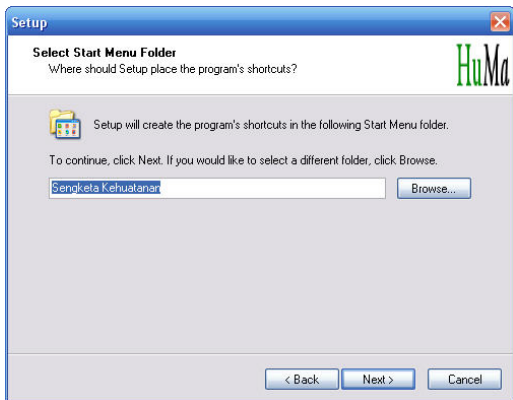 Setup
Select Start Menu Folder
Where should Setup place the program's shortcuts?
HuMa
Setup will create the program's shortcuts in the following Start Menu folder.
To continue, click Next. If you would like to select a different folder, click Browse.
Sengketa Kehuatanan
Browse...
< Back
Next >
Cancel